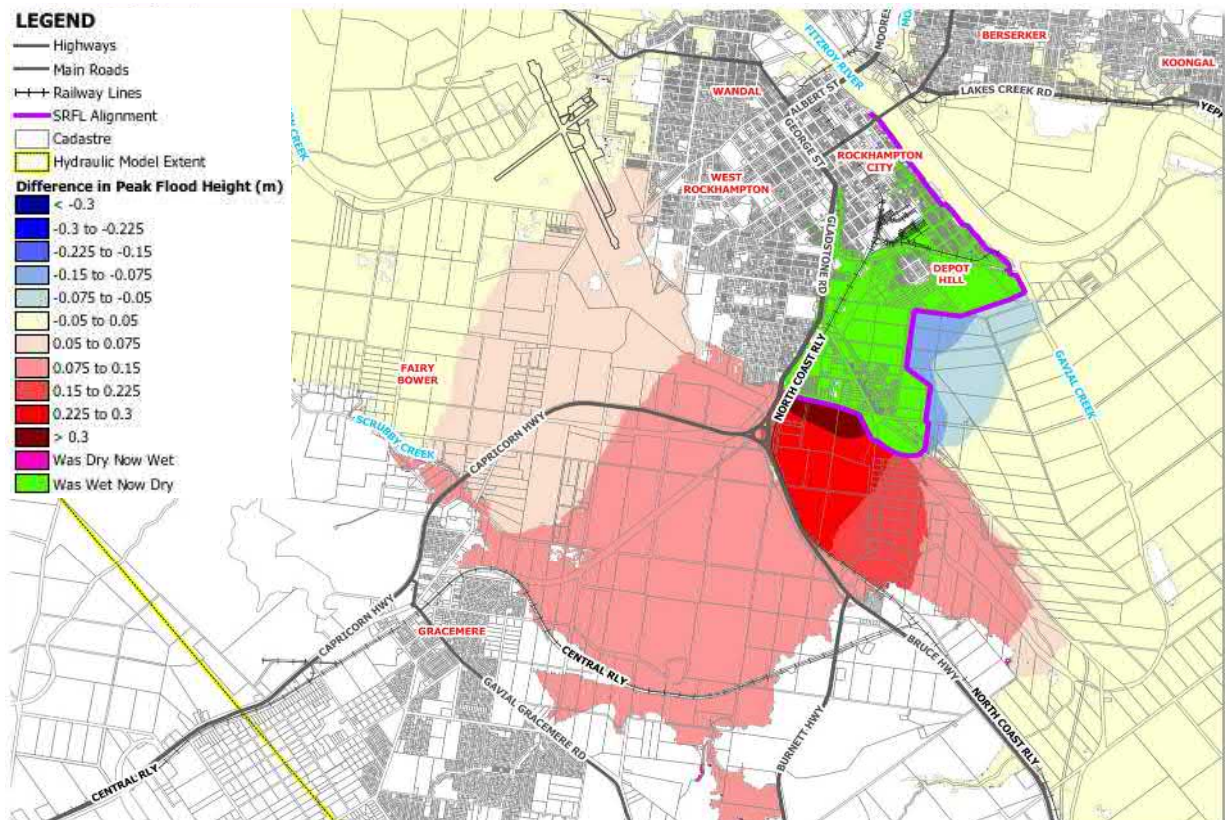 LEGEND
Highways
Main Roads
Railway Lines
SRFL Alignment
Cadastre
Hydraulic Model Extent
Difference in Peak Flood Height (m)
< -0.3
-0.3 to -0.225
-0.225 to -0.15
-0.15 to -0.075
-0.075 to -0.05
-0.05 to 0.05
0.05 to 0.075
0.075 to 0.15
0.15 to 0.225
0.225 to 0.3
> 0.3
Was Dry Now Wet
Was Wet Now Dry
FITZROY RIVER
MOORES
BERSERKER
KOONGAL
LAKES CREEK RD
YEPP
WANDAL
ALBERT ST
GEORGE ST
ROCKHAMPTON
CITY
WEST
ROCKHAMPTON
CREEK
GLADSTONE RD
DEPOT
HILL
NORTH COAST RLY
GAVIAL CREEK
FAIRY
BOWER
SCRUBBY CREEK
CAPRICORN HWY
CAPRICORN HWY
GRACEMERE
CENTRAL RLY
GAVIAL GRACEMERE RD
BURNETT HWY
BRUCE HWY
NORTH COAST RLY
CENTRAL RLY